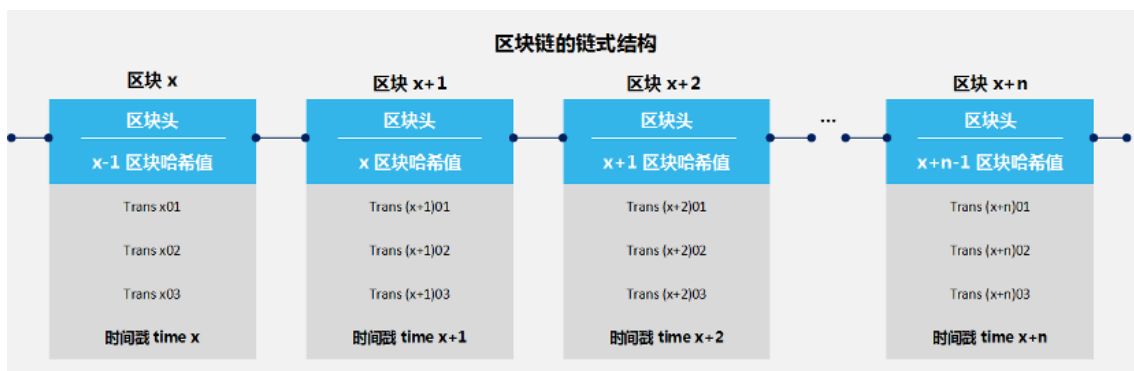 区块链的链式结构
区块 x
区块头
x-1 区块哈希值
Trans x01
Trans x02
Trans x03
时间戳 time x
区块 x+1
区块头
x 区块哈希值
Trans (x+1)01
Trans (x+1)02
Trans (x+1)03
时间戳 time x+1
区块 x+2
区块头
x+1 区块哈希值
Trans (x+2)01
Trans (x+2)02
Trans (x+2)03
时间戳 time x+2
...
区块 x+n
区块头
x+n-1 区块哈希值
Trans (x+n)01
Trans (x+n)02
Trans (x+n)03
时间戳 time x+n